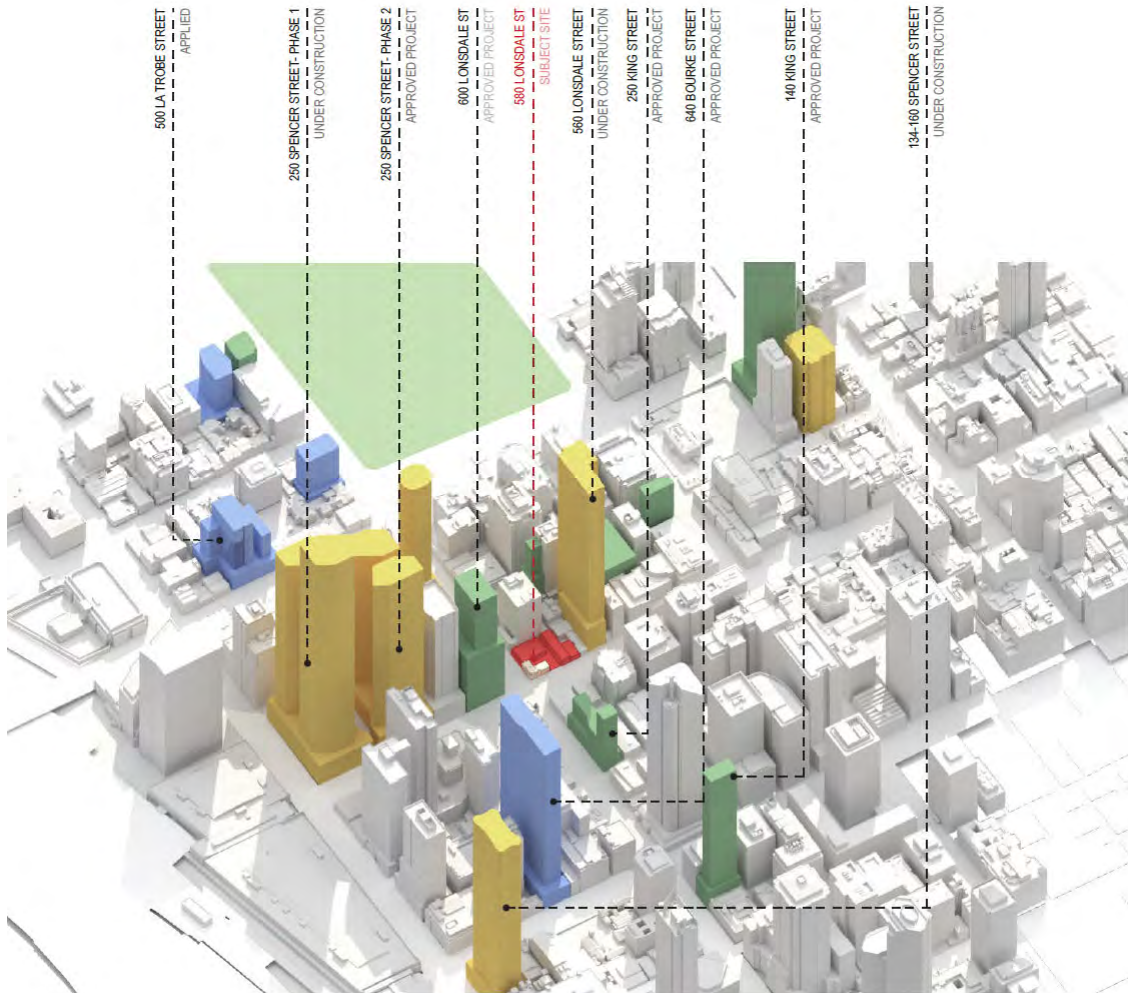 500 LA TROBE STREET
APPLIED
250 SPENCER STREET- PHASE 1
UNDER CONSTRUCTION
250 SPENCER STREET- PHASE 2
APPROVED PROJECT
600 LONSDALE ST
APPROVED PROJECT
580 LONSDALE ST
SUBJECT SITE
560 LONSDALE STREET
UNDER CONSTRUCTION
250 KING STREET
APPROVED PROJECT
640 BOURKE STREET
APPROVED PROJECT
140 KING STREET
APPROVED PROJECT
134-160 SPENCER STREET
UNDER CONSTRUCTION